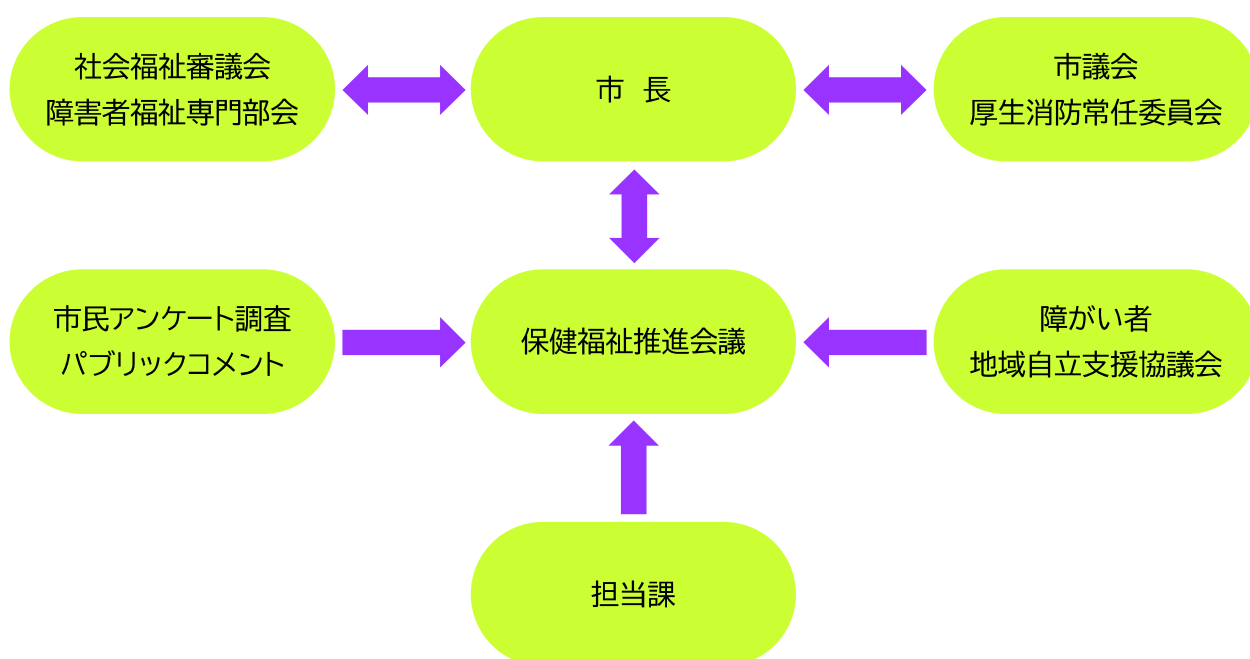 社会福祉審議会
障害者福祉専門部会
市 長
市議会
厚生消防常任委員会
市民アンケート調査
パブリックコメント
保健福祉推進会議
障がい者
地域自立支援協議会
担当課